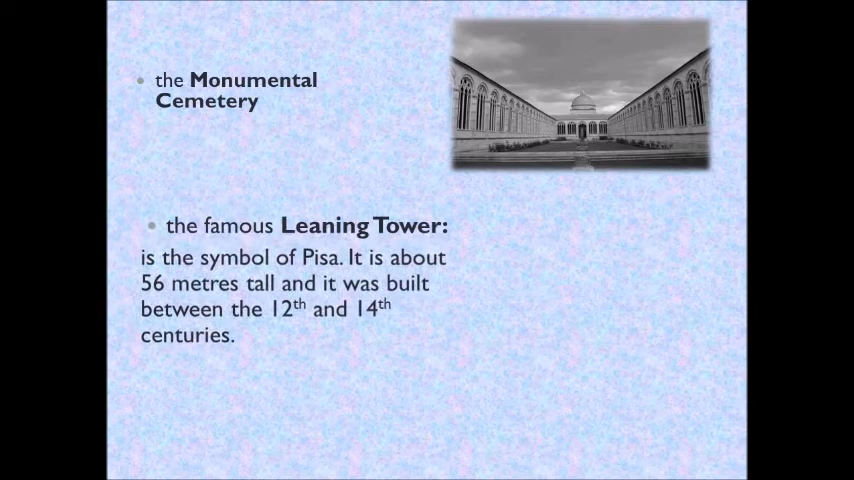 the Monumental
Cemetery
the famous Leaning Tower:
is the symbol of Pisa. It is about
56 metres tall and it was built
between the 12th and 14th
centuries.